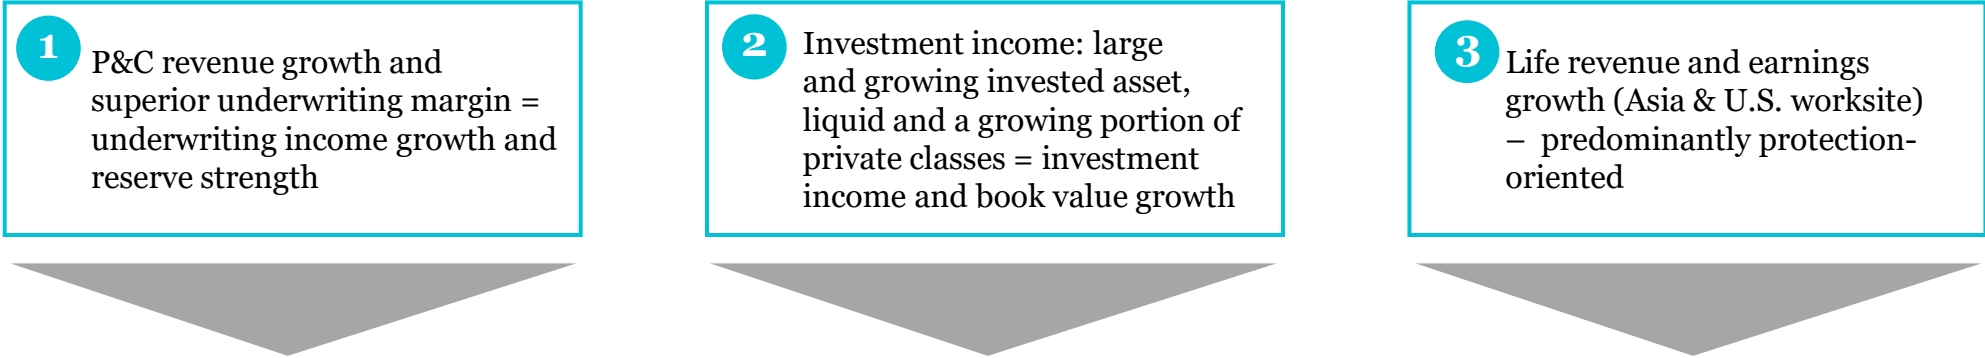 1
P&C revenue growth and
superior underwriting margin =
underwriting income growth and
reserve strength
2
Investment income: large
and growing invested asset,
liquid and a growing portion of
private classes = investment
income and book value growth
3
Life revenue and earnings
growth (Asia & U.S. worksite)
– predominantly protection-
oriented